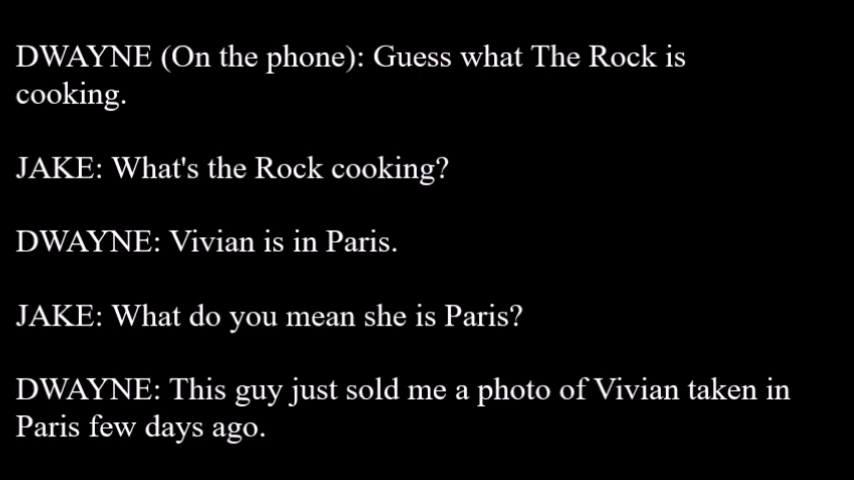 DWAYNE (On the phone): Guess what The Rock is
cooking.
JAKE: What's the Rock cooking?
DWAYNE: Vivian is in Paris.
JAKE: What do you mean she is Paris?
DWAYNE: This guy just sold me a photo of Vivian taken in
Paris few days ago.